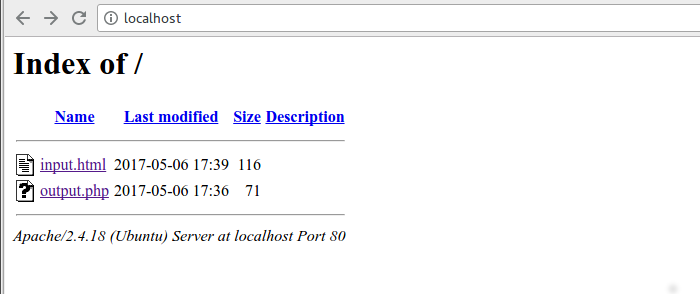 localhost
Index of /
Name Last modified Size Description
input.html 2017-05-06 17:39 116
output.php 2017-05-06 17:36 71
Apache/2.4.18 (Ubuntu) Server at localhost Port 80